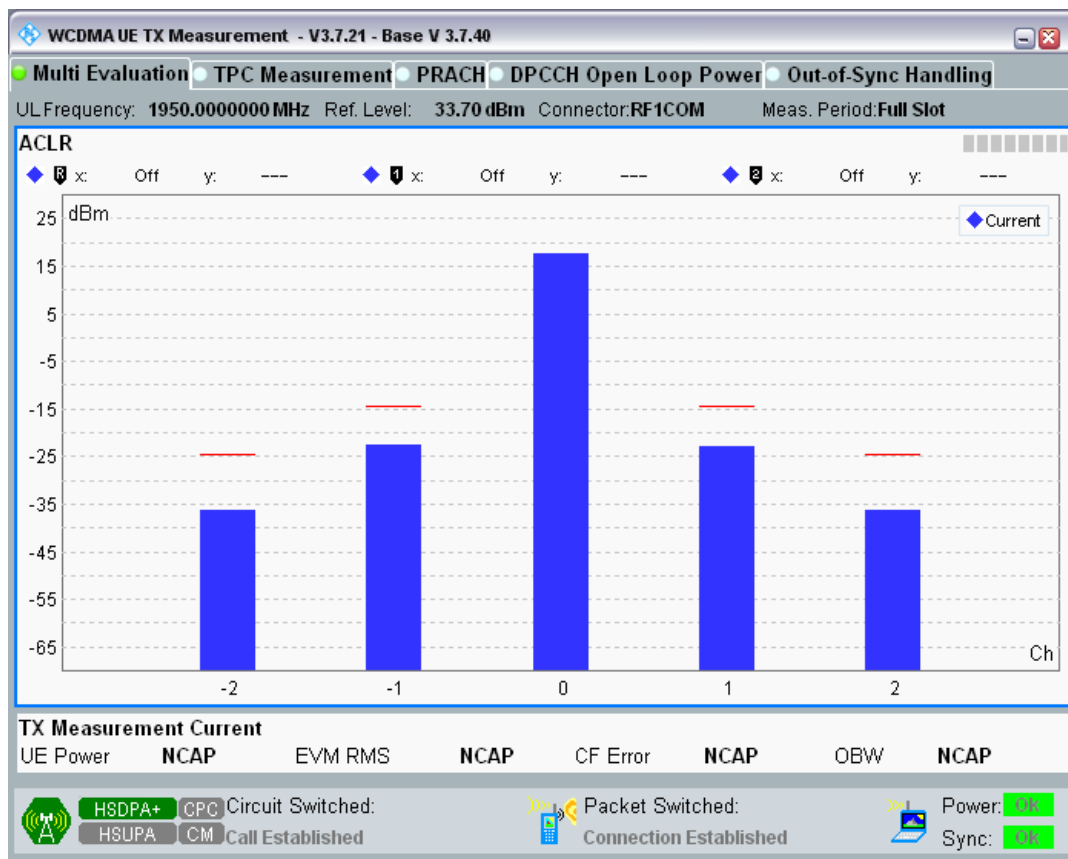 WCDMA UE TX Measurement - V3.7.21 - Base V 3.7.40
Multi Evaluation TPC Measurement PRACH DPCCH Open Loop Power Out-of-Sync Handling
UL Frequency: 1950.0000000 MHz Ref. Level: 33.70 dBm Connector:RF1COM Meas. Period:Full Slot
ACLR
R x: Off y: --- 1 x: Off y: --- 2 x: Off y: ---
dBm
Current
25
15
5
-5
-15
-25
-35
-45
-55
-65
Ch
-2 -1 0 1 2
TX Measurement Current
UE Power NCAP EVM RMS NCAP CF Error NCAP OBW NCAP
HSDPA+ CPC Circuit Switched: Packet Switched: Power: OK
HSUPA CM Call Established Connection Established Sync: OK